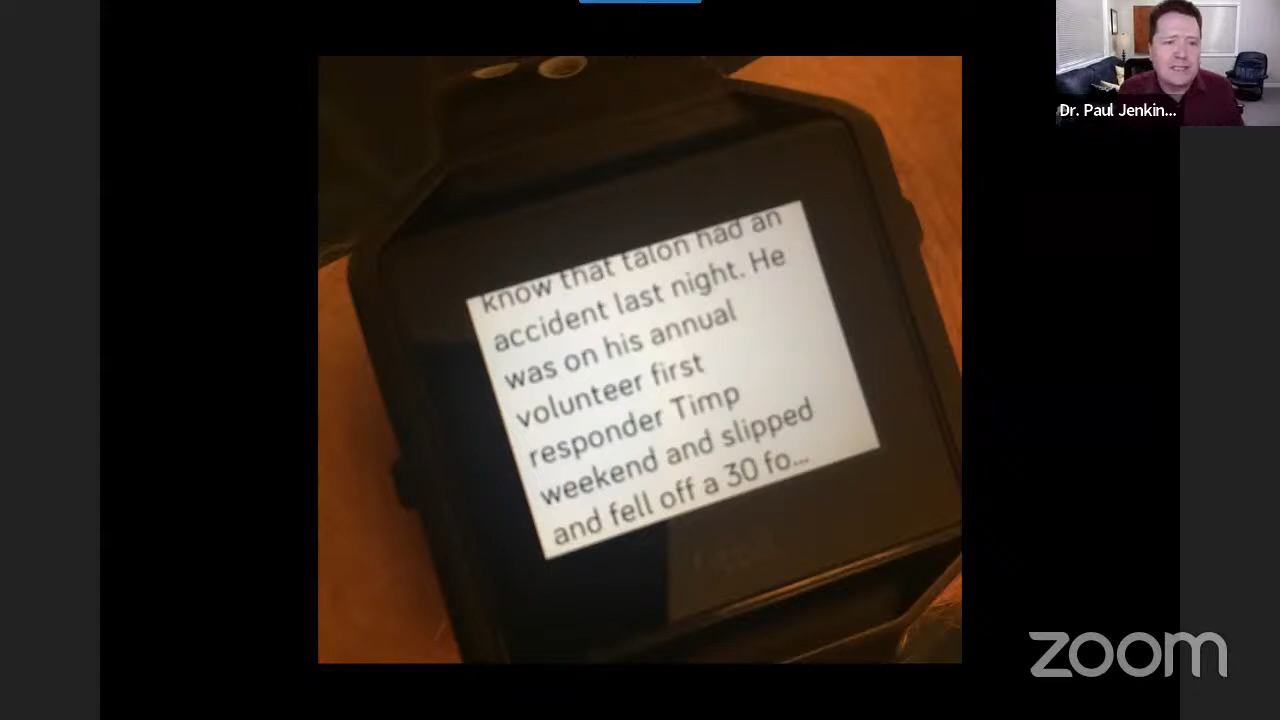 know that talon had an
accident last night. He
was on his annual
volunteer first
responder Timp
weekend and slipped
and fell off a 30 fo...
Dr. Paul Jenkin...
zoom